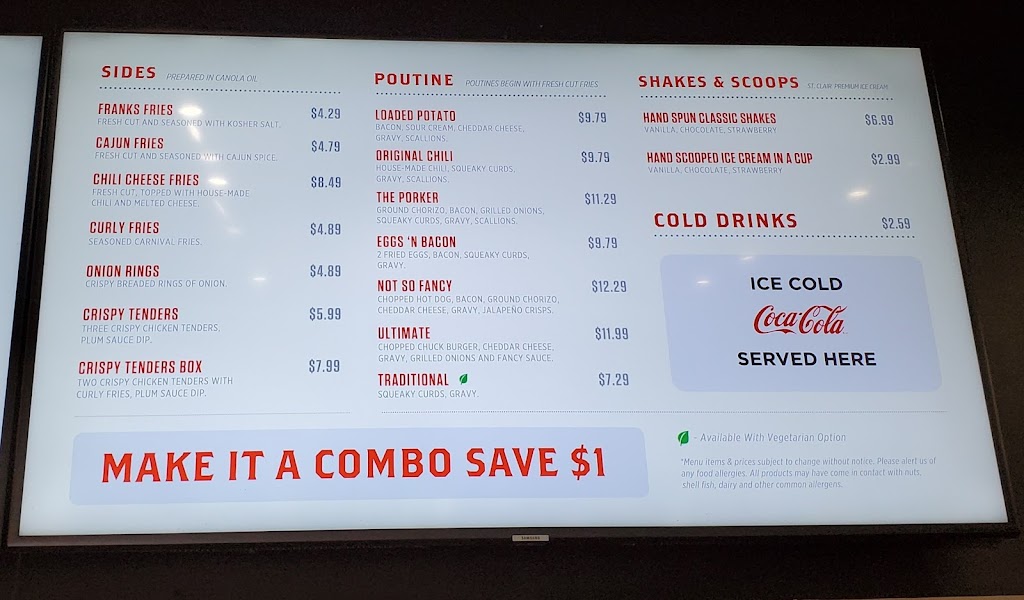 SIDES PREPARED IN CANOLA OIL
FRANKS FRIES $4.29
FRESH CUT AND SEASONED WITH KOSHER SALT.
CAJUN FRIES $4.79
FRESH CUT AND SEASONED WITH CAJUN SPICE.
CHILI CHEESE FRIES $8.49
FRESH CUT, TOPPED WITH HOUSE-MADE
CHILI AND MELTED CHEESE.
CURLY FRIES $4.89
SEASONED CARNIVAL FRIES.
ONION RINGS $4.89
CRISPY BREADED RINGS OF ONION.
CRISPY TENDERS $5.99
THREE CRISPY CHICKEN TENDERS,
PLUM SAUCE DIP.
CRISPY TENDERS BOX $7.99
TWO CRISPY CHICKEN TENDERS WITH
CURLY FRIES, PLUM SAUCE DIP.
POUTINE POUTINES BEGIN WITH FRESH CUT FRIES
LOADED POTATO $9.79
BACON, SOUR CREAM, CHEDDAR CHEESE,
GRAVY, SCALLIONS.
ORIGINAL CHILI $9.79
HOUSE-MADE CHILI, SQUEAKY CURDS,
GRAVY, SCALLIONS.
THE PORKER $11.29
GROUND CHORIZO, BACON, GRILLED ONIONS,
SQUEAKY CURDS, GRAVY, SCALLIONS.
EGGS 'N BACON $9.79
2 FRIED EGGS, BACON, SQUEAKY CURDS,
GRAVY.
NOT SO FANCY $12.29
CHOPPED HOT DOG, BACON, GROUND CHORIZO,
CHEDDAR CHEESE, GRAVY, JALAPEÑO CRISPS.
ULTIMATE $11.99
CHOPPED CHUCK BURGER, CHEDDAR CHEESE,
GRAVY, GRILLED ONIONS AND FANCY SAUCE.
TRADITIONAL $7.29
SQUEAKY CURDS, GRAVY.
SHAKES & SCOOPS ST. CLAIR PREMIUM ICE CREAM
HAND SPUN CLASSIC SHAKES $6.99
VANILLA, CHOCOLATE, STRAWBERRY
HAND SCOOPED ICE CREAM IN A CUP $2.99
VANILLA, CHOCOLATE, STRAWBERRY
COLD DRINKS $2.59
ICE COLD
Coca-Cola
SERVED HERE
MAKE IT A COMBO SAVE $1
- Available With Vegetarian Option
*Menu items & prices subject to change without notice. Please alert us of
any food allergies. All products may have come in contact with nuts,
shell fish, dairy and other common allergens.
SAMSUNG